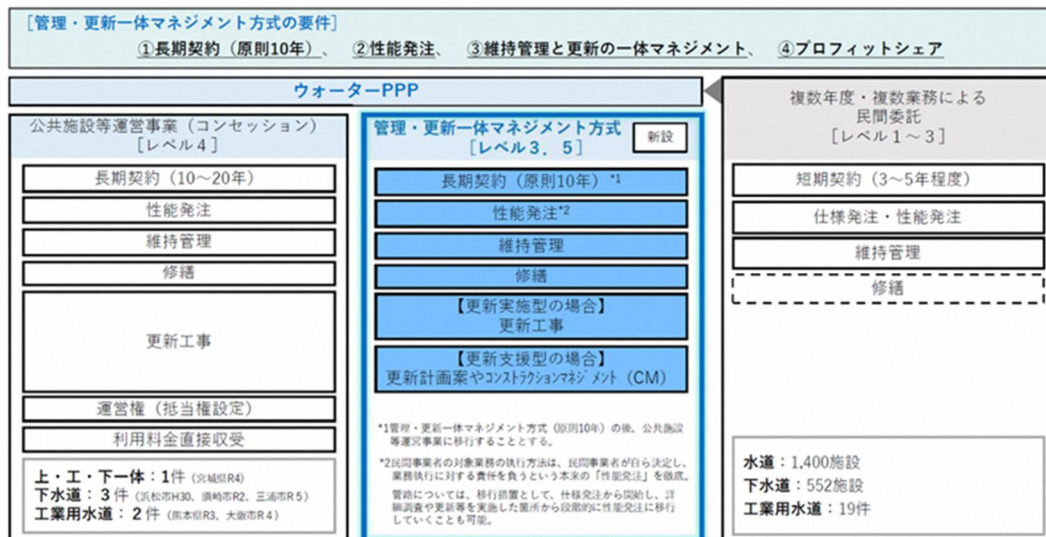 [管理・更新一体マネジメント方式の要件]
①長期契約（原則10年）、 ②性能発注、 ③維持管理と更新の一体マネジメント、 ④プロフィットシェア
ウォーターPPP
公共施設等運営事業（コンセッション）
[レベル4]
長期契約（10～20年）
性能発注
維持管理
修繕
更新工事
運営権（抵当権設定）
利用料金直接収受
上・工・下一体：1件（宮城県R4）
下水道：3件（浜松市H30、須崎市R2、三浦市R5）
工業用水道：2件（熊本県R3、大阪市R4）
管理・更新一体マネジメント方式
[レベル3．5]
新設
長期契約（原則10年）*1
性能発注*2
維持管理
修繕
【更新実施型の場合】
更新工事
【更新支援型の場合】
更新計画案やコンストラクションマネジメント（CM）
*1管理・更新一体マネジメント方式（原則10年）の後、公共施設
等運営事業に移行することとする。
*2民間事業者の対象業務の執行方法は、民間事業者が自ら決定し、
業務執行に対する責任を負うという本来の「性能発注」を徹底。
管路については、移行措置として、仕様発注から開始し、詳
細調査や更新等を実施した箇所から段階的に性能発注に移行
していくことも可能。
複数年度・複数業務による
民間委託
[レベル1～3]
短期契約（3～5年程度）
仕様発注・性能発注
維持管理
修繕
水道：1,400施設
下水道：552施設
工業用水道：19件